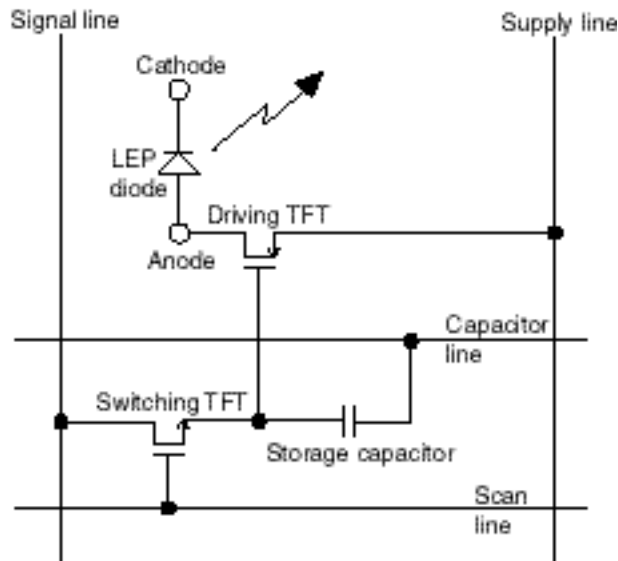 Signal line
Supply line
Cathode
LEP
diode
Driving TFT
Anode
Capacitor
line
Switching TFT
Storage capacitor
Scan
line